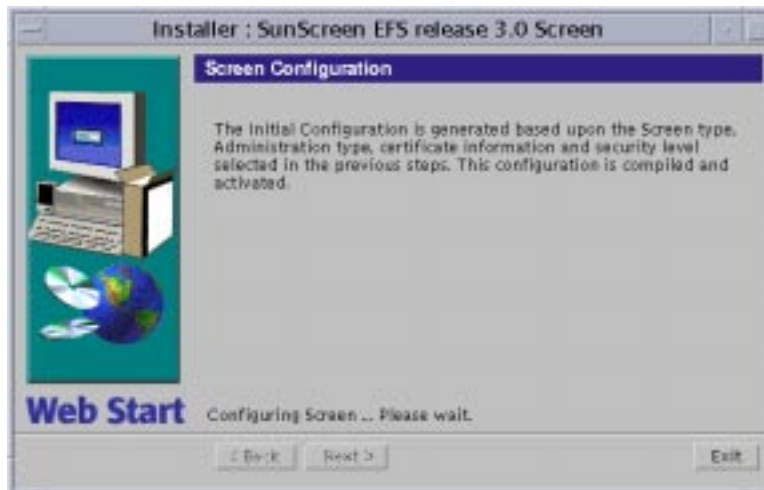 Installer : SunScreen EFS release 3.0 Screen
Screen Configuration
The Initial Configuration is generated based upon the Screen type,
Administration type, certificate information and security level
selected in the previous steps. This configuration is compiled and
activated.
Web Start
Configuring Screen ... Please wait.
< Back
Next >
Exit